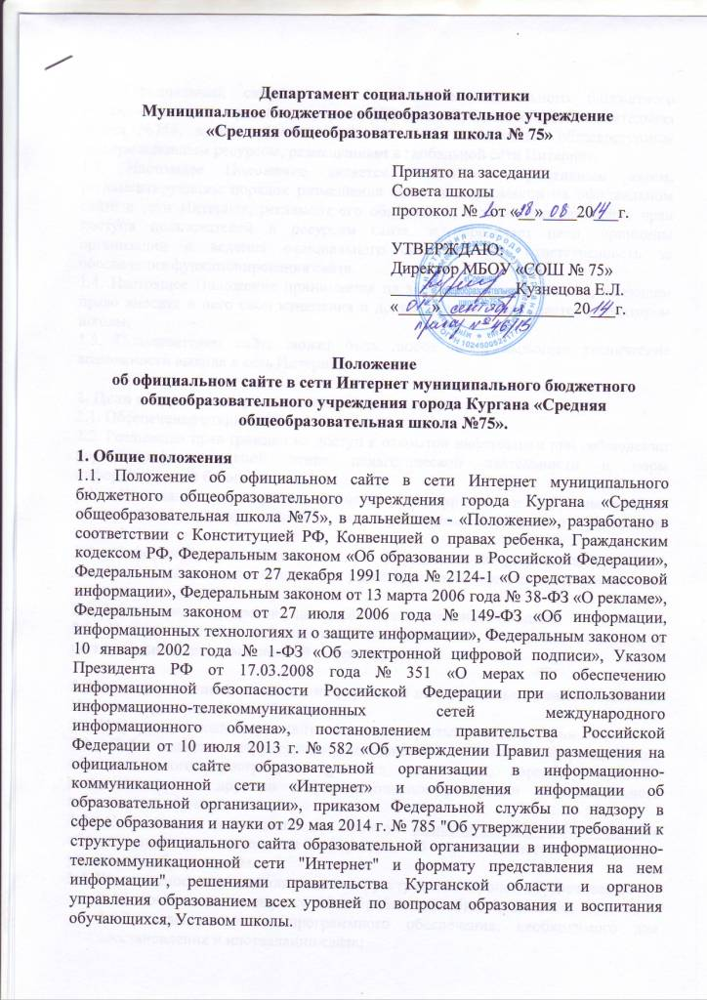 Департамент социальной политики
Муниципальное бюджетное общеобразовательное учреждение
«Средняя общеобразовательная школа № 75»
Принято на заседании
Совета школы
протокол № 1 от «28» 08 2014 г.
УТВЕРЖДАЮ:
Директор МБОУ «СОШ № 75»
Кузнецова Е.Л.
«01» сентября 2014 г.
приказ №
Положение
об официальном сайте в сети Интернет муниципального бюджетного
общеобразовательного учреждения города Кургана «Средняя
общеобразовательная школа №75».
1. Общие положения
1.1. Положение об официальном сайте в сети Интернет муниципального
бюджетного общеобразовательного учреждения города Кургана «Средняя
общеобразовательная школа №75», в дальнейшем - «Положение», разработано в
соответствии с Конституцией РФ, Конвенцией о правах ребенка, Гражданским
кодексом РФ, Федеральным законом «Об образовании в Российской Федерации»,
Федеральным законом от 27 декабря 1991 года № 2124-1 «О средствах массовой
информации», Федеральным законом от 13 марта 2006 года № 38-ФЗ «О рекламе»,
Федеральным законом от 27 июля 2006 года № 149-ФЗ «Об информации,
информационных технологиях и о защите информации», Федеральным законом от
10 января 2002 года № 1-ФЗ «Об электронной цифровой подписи», Указом
Президента РФ от 17.03.2008 года № 351 «О мерах по обеспечению
информационной безопасности Российской Федерации при использовании
информационно-телекоммуникационных сетей международного
информационного обмена», постановлением правительства Российской
Федерации от 10 июля 2013 г. № 582 «Об утверждении Правил размещения на
официальном сайте образовательной организации в информационно-
коммуникационной сети «Интернет» и обновления информации об
образовательной организации», приказом Федеральной службы по надзору в
сфере образования и науки от 29 мая 2014 г. № 785 "Об утверждении требований к
структуре официального сайта образовательной организации в информационно-
телекоммуникационной сети "Интернет" и формату представления на нем
информации", решениями правительства Курганской области и органов
управления образованием всех уровней по вопросам образования и воспитания
обучающихся, Уставом школы.